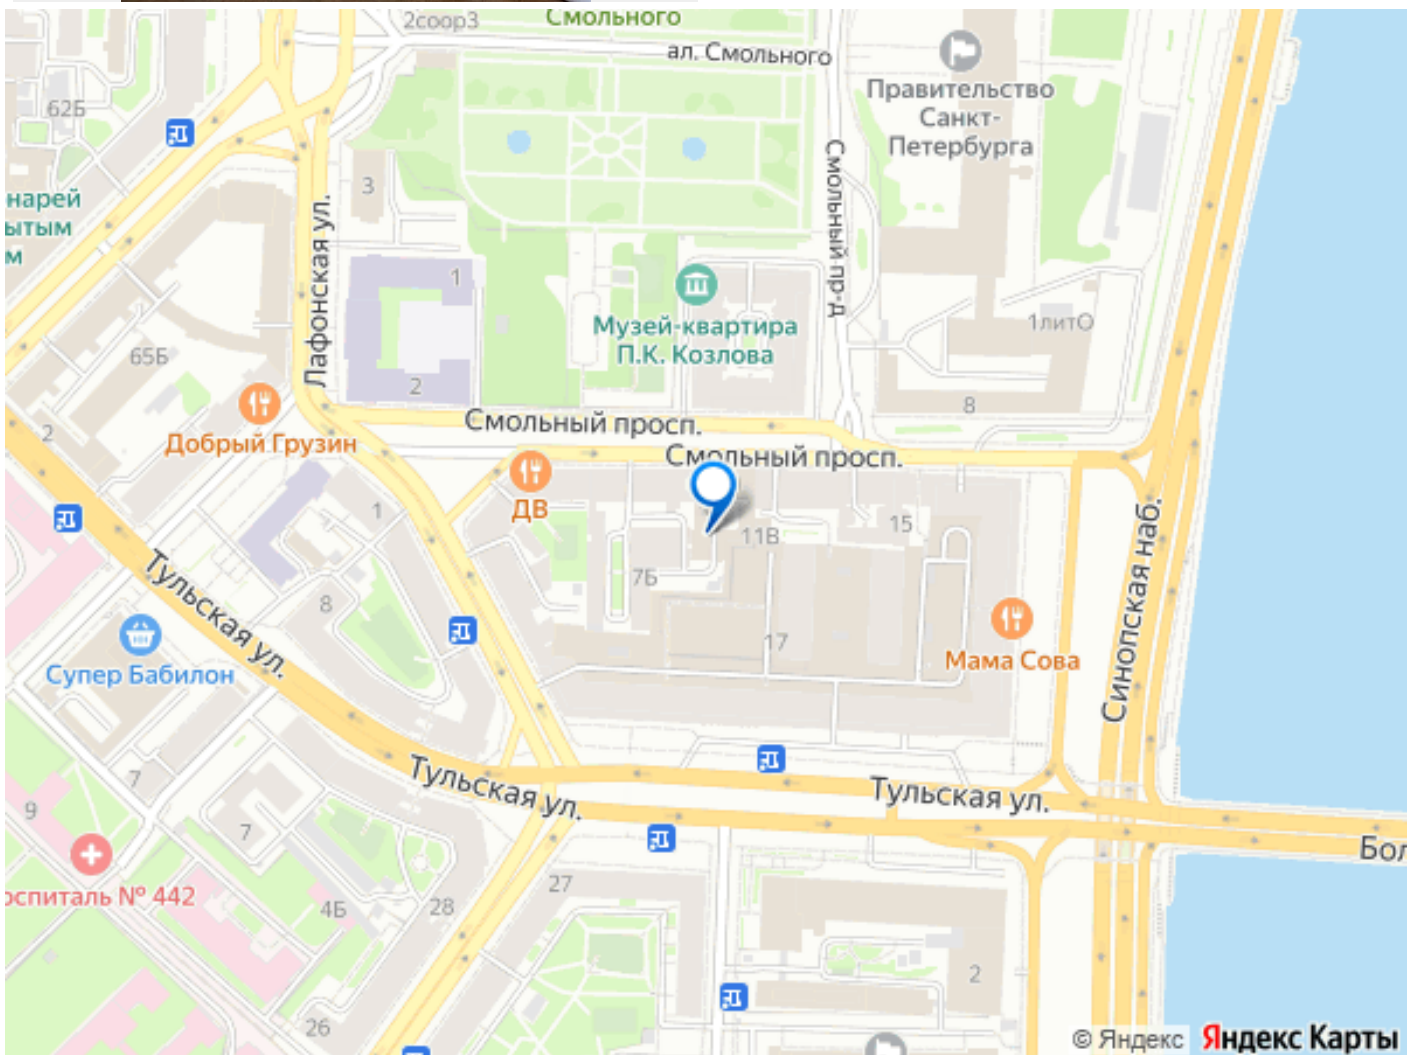 2соор3
Смольного
ал. Смольного
Правительство
Санкт-
Петербурга
62Б
3
нарей
ытым
м
Лафонская ул.
Смольный пр-д
1
Музей-квартира
П.К. Козлова
1литО
65Б
2
8
Смольный просп.
Добрый Грузин
2
Смольный просп.
ДВ
1
11В
15
7Б
Синопская наб.
Тульская ул.
8
17
Супер Бабилон
Мама Сова
7
Тульская ул.
Тульская ул.
9
7
Бол
оспиталь № 442
4Б
28
27
2
26
© Яндекс Яндекс Карты